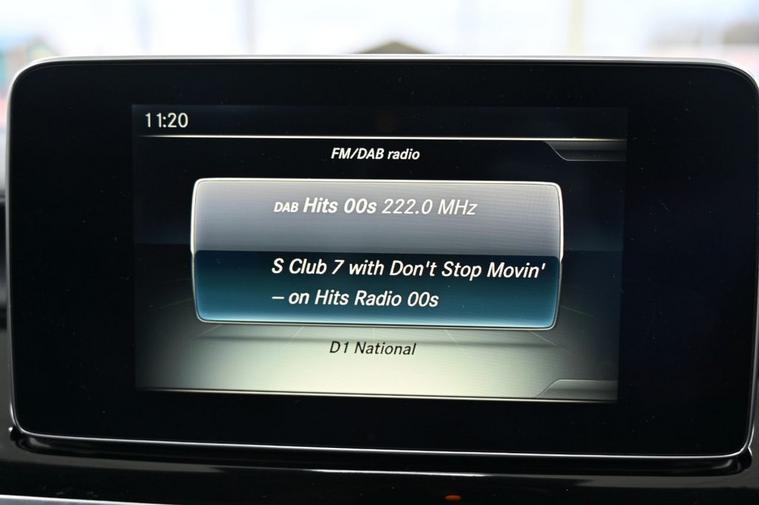 11:20
FM/DAB radio
DAB Hits 00s 222.0 MHz
S Club 7 with Don't Stop Movin'
– on Hits Radio 00s
D1 National